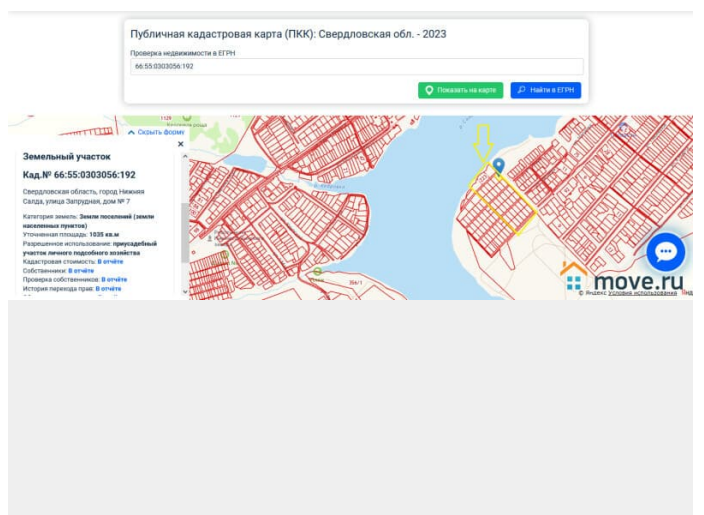 Публичная кадастровая карта (ПКК): Свердловская обл. - 2023
Проверка недвижимости в ЕГРН
66:55:0303056:192
Показать на карте
Найти в ЕГРН
Скрыть форму
Земельный участок
Кад.№ 66:55:0303056:192
Свердловская область, город Нижняя
Салда, улица Запрудная, дом № 7
Категория земель: Земли поселений (земли
населенных пунктов)
Уточненная площадь: 1035 кв.м
Разрешенное использование: приусадебный
участок личного подсобного хозяйства
Кадастровая стоимость: В отчёте
Собственники: В отчёте
Проверка собственников: В отчёте
История перехода прав: В отчёте
move.ru
© Яндекс Условия использования